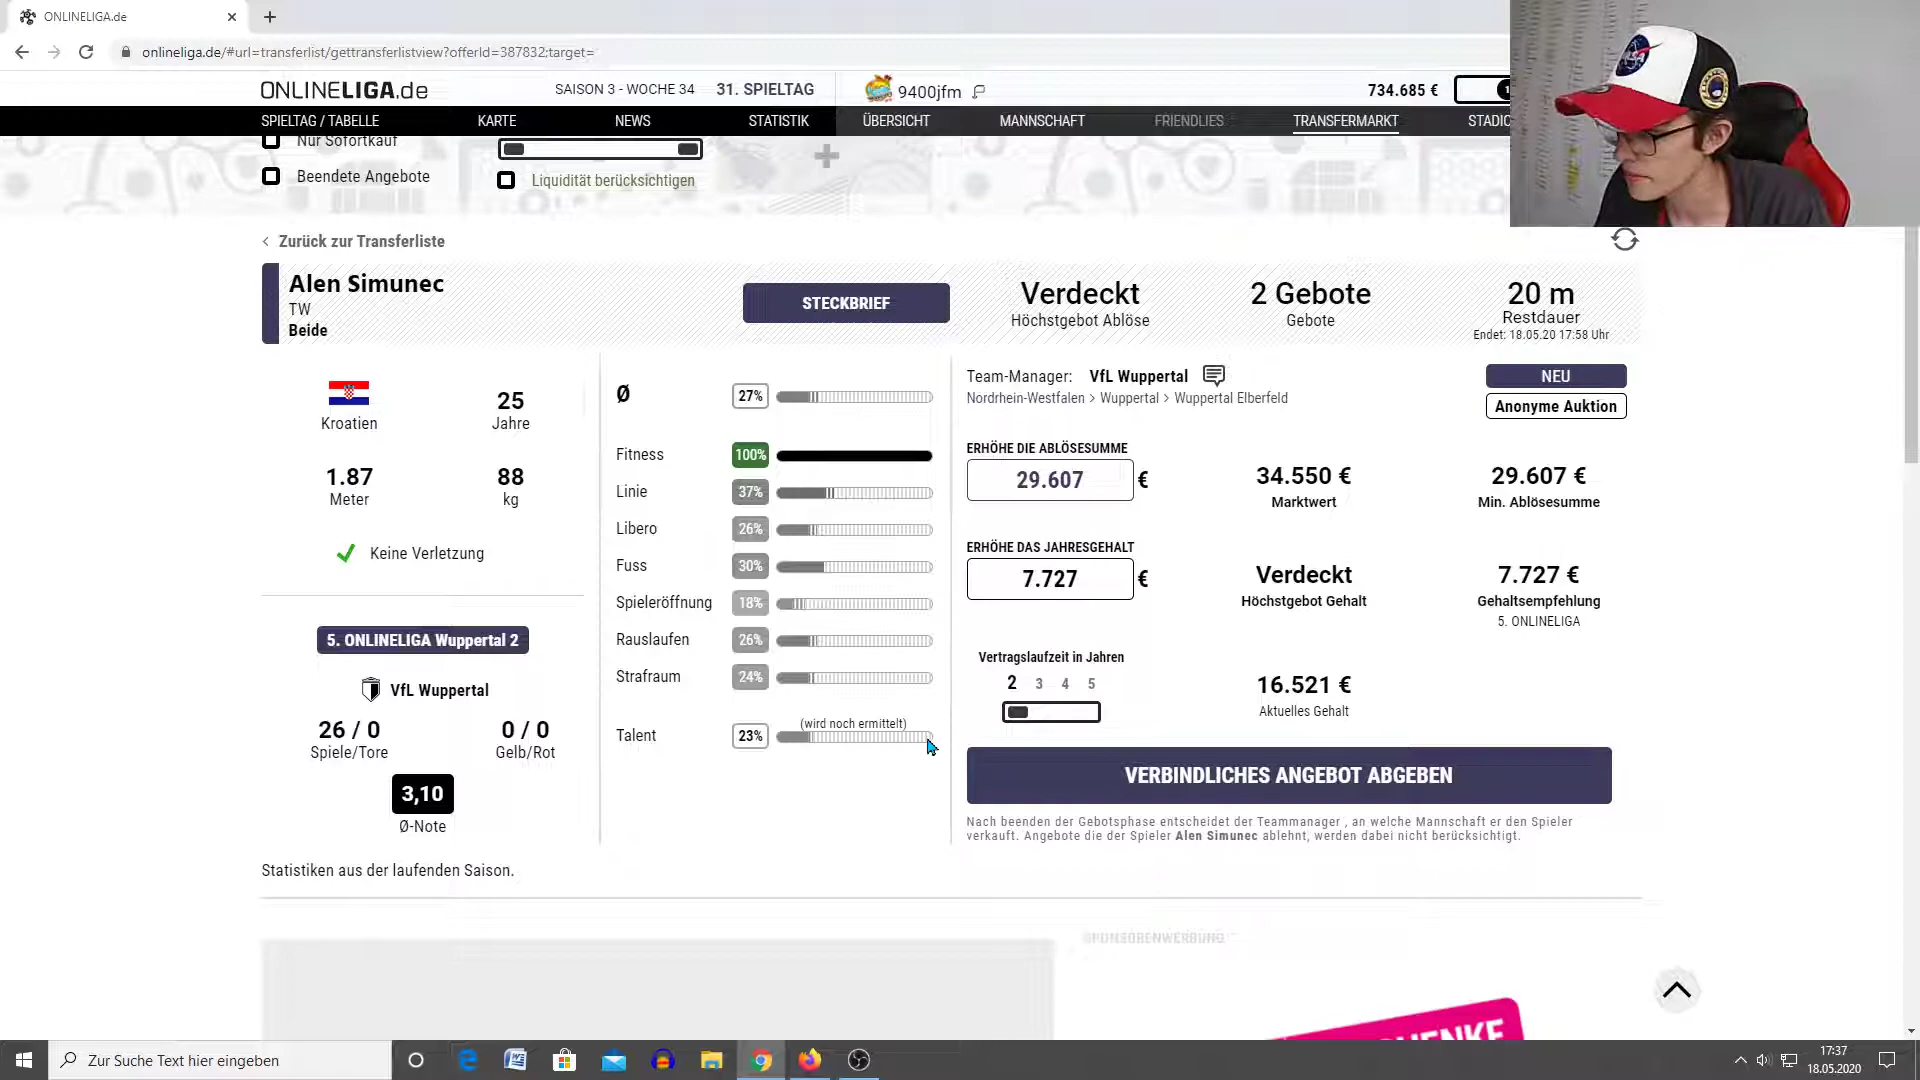 ONLINELIGA.de
onlineliga.de/#url=transferlist/gettransferlistview?offerId=387832;target=
ONLINELIGA.de
SAISON 3 - WOCHE 34
31. SPIELTAG
9400jfm
734.685 €
SPIELTAG / TABELLE
KARTE
NEWS
STATISTIK
ÜBERSICHT
MANNSCHAFT
FRIENDLIES
TRANSFERMARKT
STADIO
Nur Sofortkauf
Beendete Angebote
Liquidität berücksichtigen
Zurück zur Transferliste
Alen Simunec
TW
Beide
STECKBRIEF
Verdeckt
Höchstgebot Ablöse
2 Gebote
Gebote
20 m
Restdauer
Endet: 18.05.20 17:58 Uhr
Kroatien
25
Jahre
1.87
Meter
88
kg
Keine Verletzung
5. ONLINELIGA Wuppertal 2
VfL Wuppertal
26 / 0
Spiele/Tore
0 / 0
Gelb/Rot
3,10
Ø-Note
Statistiken aus der laufenden Saison.
Ø 27%
Fitness 100%
Linie 37%
Libero 26%
Fuss 30%
Spieleröffnung 18%
Rauslaufen 26%
Strafraum 24%
(wird noch ermittelt)
Talent 23%
Team-Manager: VfL Wuppertal
Nordrhein-Westfalen > Wuppertal > Wuppertal Elberfeld
NEU
Anonyme Auktion
ERHÖHE DIE ABLÖSESUMME
29.607 €
34.550 €
Marktwert
29.607 €
Min. Ablösesumme
ERHÖHE DAS JAHRESGEHALT
7.727 €
Verdeckt
Höchstgebot Gehalt
7.727 €
Gehaltsempfehlung
5. ONLINELIGA
Vertragslaufzeit in Jahren
2 3 4 5
16.521 €
Aktuelles Gehalt
VERBINDLICHES ANGEBOT ABGEBEN
Nach beenden der Gebotsphase entscheidet der Teammanager , an welche Mannschaft er den Spieler
verkauft. Angebote die der Spieler Alen Simunec ablehnt, werden dabei nicht berücksichtigt.
SPONSORENWERBUNG
Zur Suche Text hier eingeben
17:37
18.05.2020